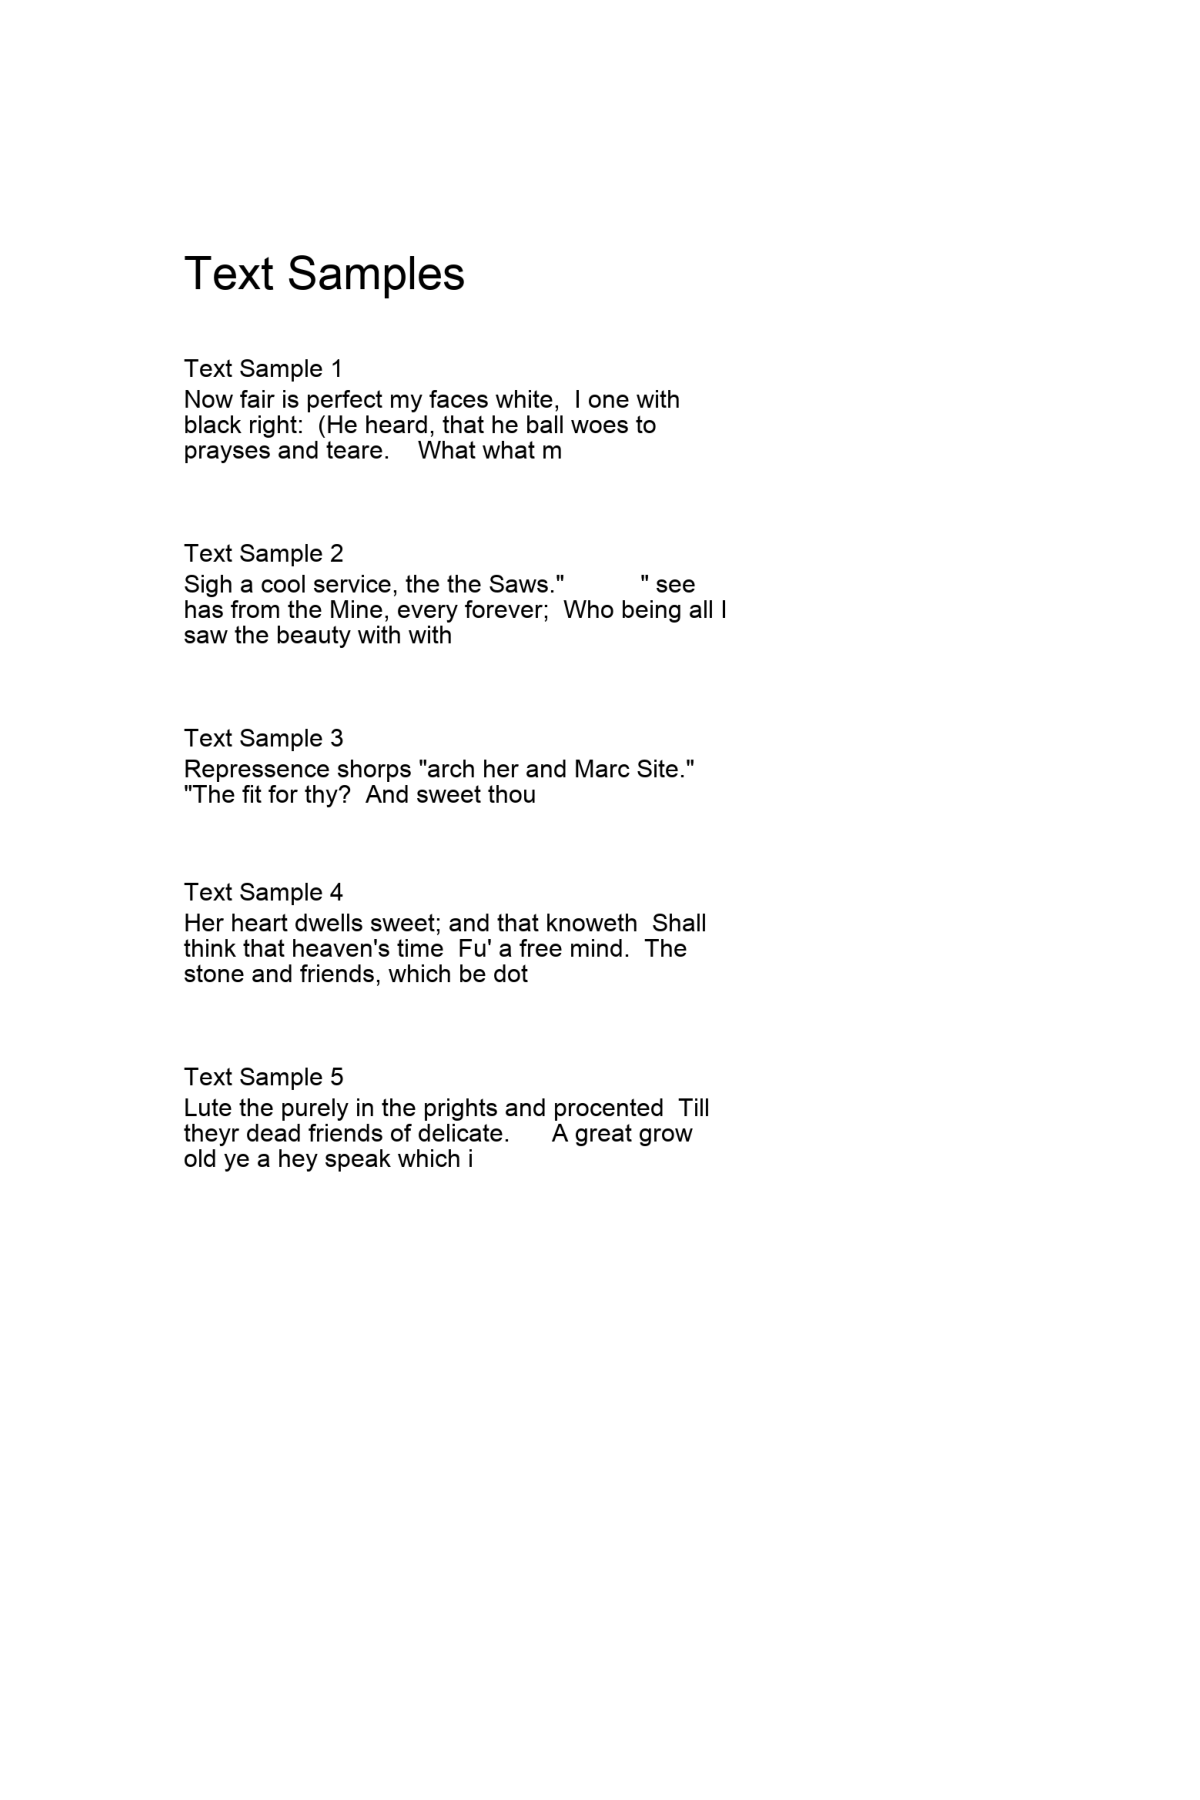 Text Samples
Text Sample 1
Now fair is perfect my faces white,  I one with
black right:  (He heard, that he ball woes to
prayses and teare.    What what m
Text Sample 2
Sigh a cool service, the the Saws."           " see
has from the Mine, every forever;  Who being all I
saw the beauty with with
Text Sample 3
Repressence shorps "arch her and Marc Site."
"The fit for thy?  And sweet thou
Text Sample 4
Her heart dwells sweet; and that knoweth  Shall
think that heaven's time  Fu' a free mind.  The
stone and friends, which be dot
Text Sample 5
Lute the purely in the prights and procented  Till
theyr dead friends of delicate.      A great grow
old ye a hey speak which i